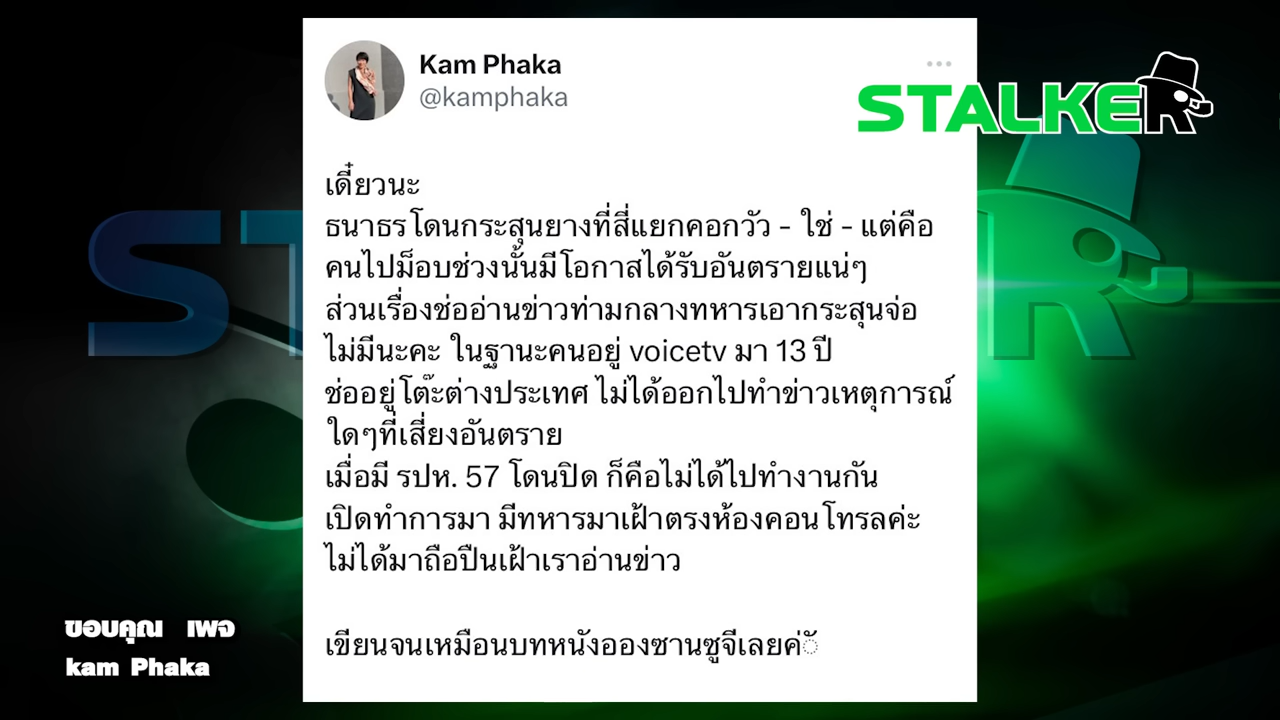 Kam Phaka
@kamphaka
STALKER
เดี๋ยวนะ
ธนาธรโดนกระสุนยางที่สี่แยกคอกวัว - ใช่ - แต่คือ
คนไปม็อบช่วงนั้นมีโอกาสได้รับอันตรายแน่ๆ
ส่วนเรื่องช่ออ่านข่าวท่ามกลางทหารเอากระสุนจ่อ
ไม่มีนะคะ ในฐานะคนอยู่ voicetv มา 13 ปี
ช่ออยู่โต๊ะต่างประเทศ ไม่ได้ออกไปทำข่าวเหตุการณ์
ใดๆที่เสี่ยงอันตราย
เมื่อมี รปห. 57 โดนปิด ก็คือไม่ได้ไปทำงานกัน
เปิดทำการมา มีทหารมาเฝ้าตรงห้องคอนโทรลค่ะ
ไม่ได้มาถือปืนเฝ้าเราอ่านข่าว
เขียนจนเหมือนบทหนังอองซานซูจีเลยค่ั
ขอบคุณ เพจ
kam Phaka